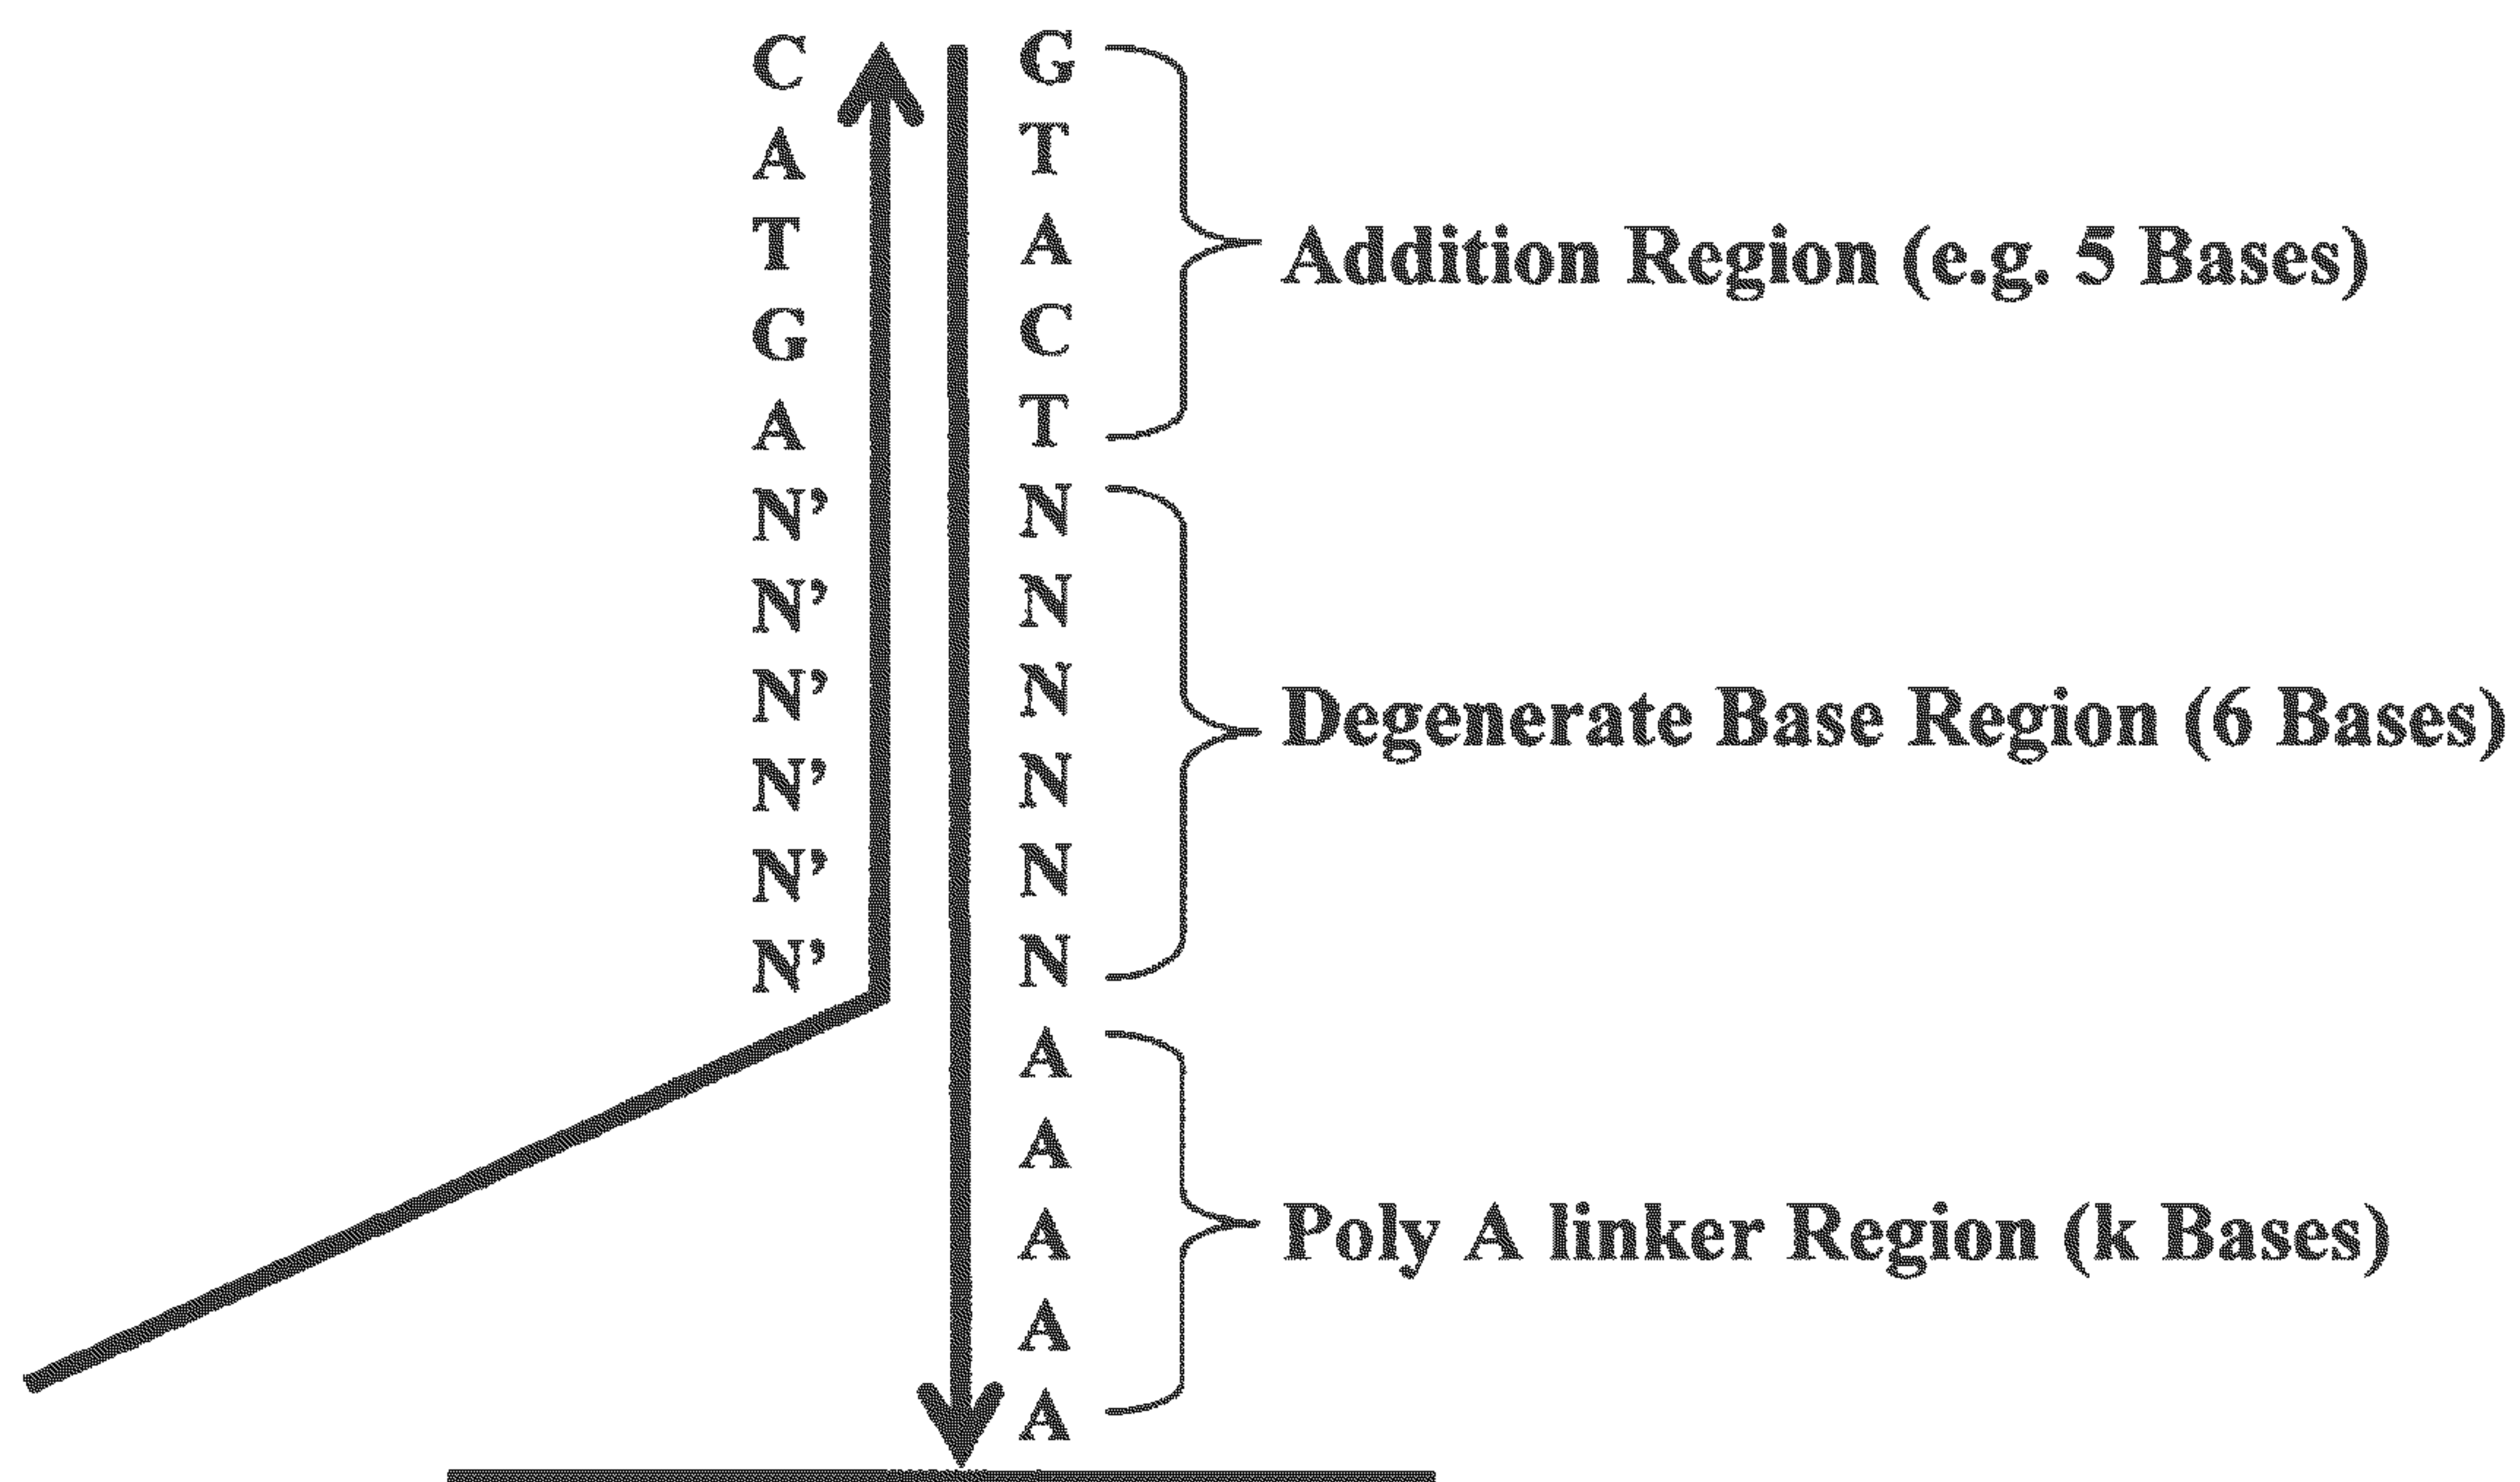 C G
A T
T A Addition Region (e.g. 5 Bases)
G C
A T
N’ N
N’ N
N’ N Degenerate Base Region (6 Bases)
N’ N
N’ N
N’ N
A
A
A Poly A linker Region (k Bases)
A
A